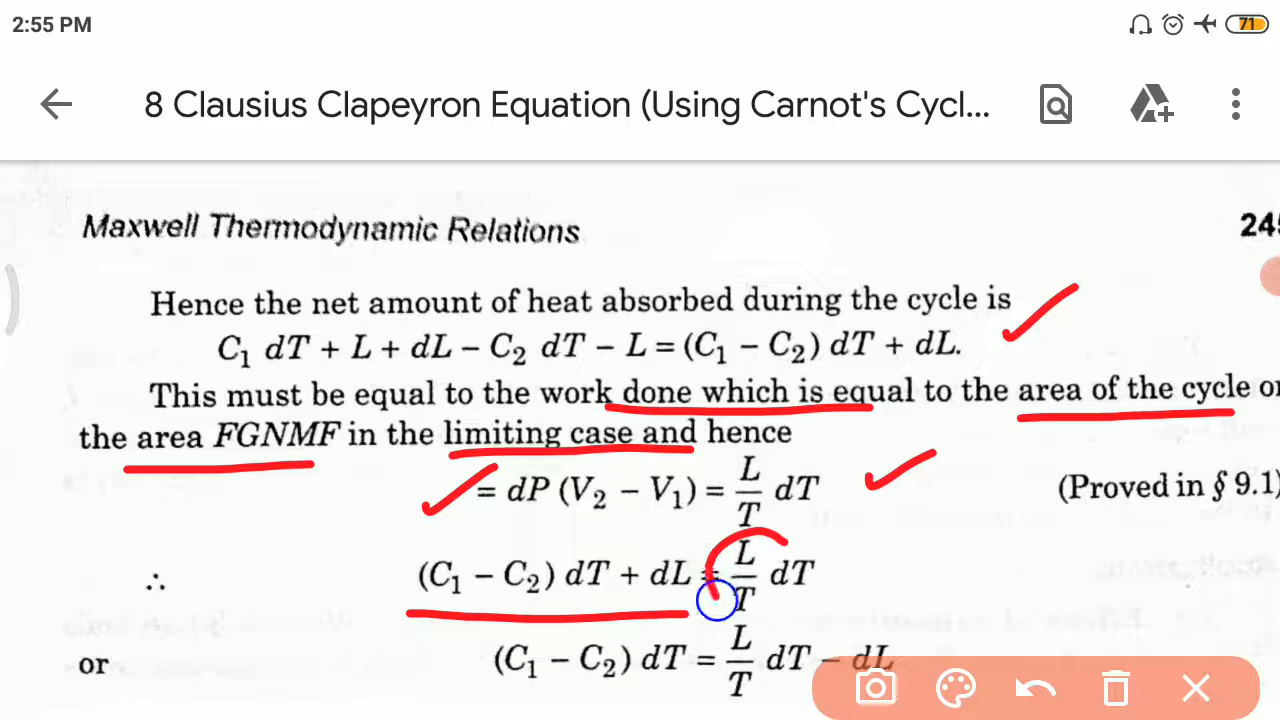 2:55 PM
71
8 Clausius Clapeyron Equation (Using Carnot's Cycl...
Maxwell Thermodynamic Relations 245
Hence the net amount of heat absorbed during the cycle is
C₁ dT + L + dL − C₂ dT − L = (C₁ − C₂) dT + dL.
This must be equal to the work done which is equal to the area of the cycle or
the area FGNMF in the limiting case and hence
= dP (V₂ − V₁) = L/T dT (Proved in § 9.1)
∴ (C₁ − C₂) dT + dL = L/T dT
or (C₁ − C₂) dT = L/T dT − dL